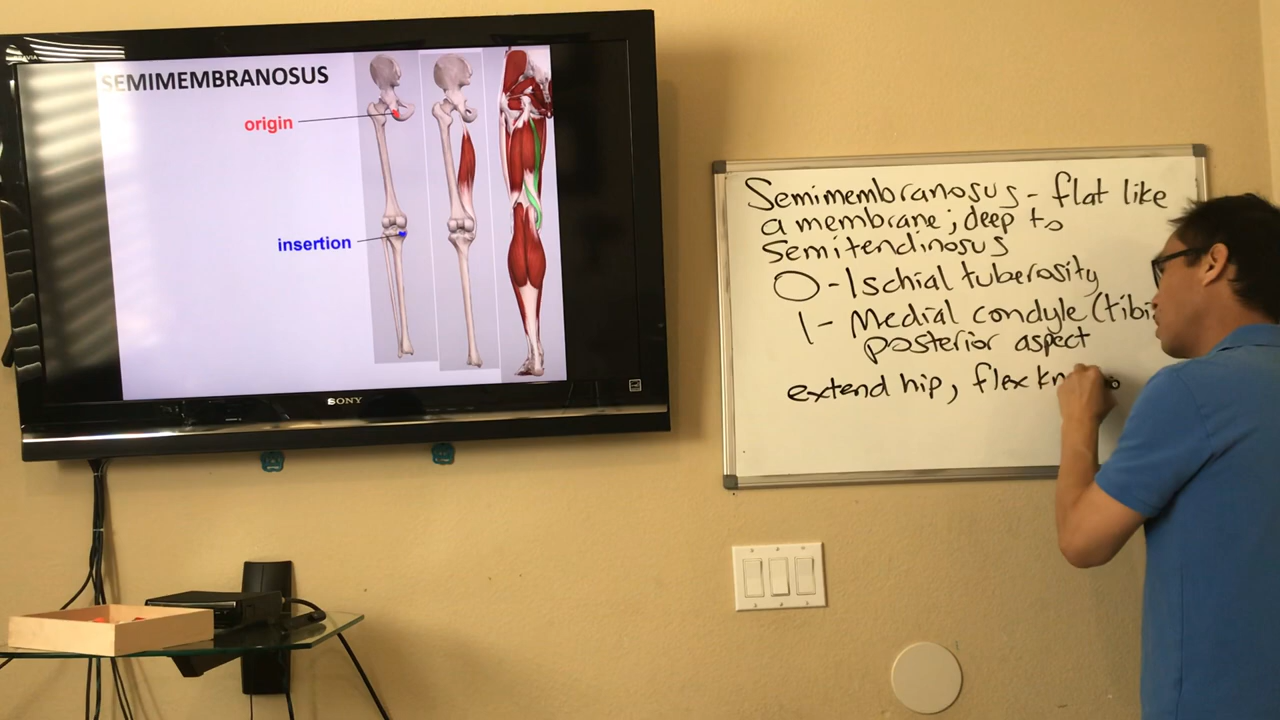 SEMIMEMBRANOSUS
origin
insertion
SONY
Semimembranosus - flat like
a membrane; deep to
Semitendinosus
O - Ischial tuberosity
I - Medial condyle (tibi
posterior aspect
extend hip, flex